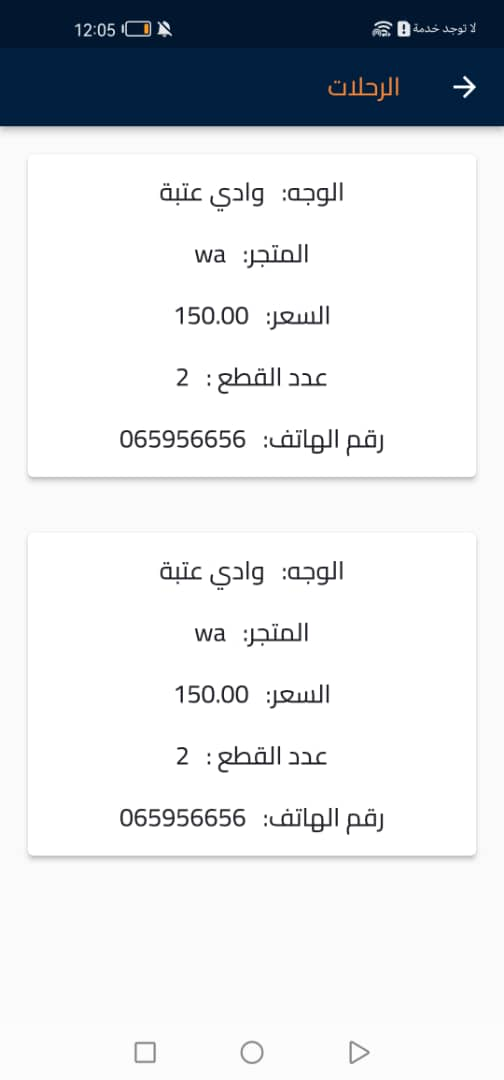 لا توجد خدمة 12:05
الرحلات
الوجه: وادي عتبة
المتجر: wa
السعر: 150.00
عدد القطع : 2
رقم الهاتف: 065956656
الوجه: وادي عتبة
المتجر: wa
السعر: 150.00
عدد القطع : 2
رقم الهاتف: 065956656